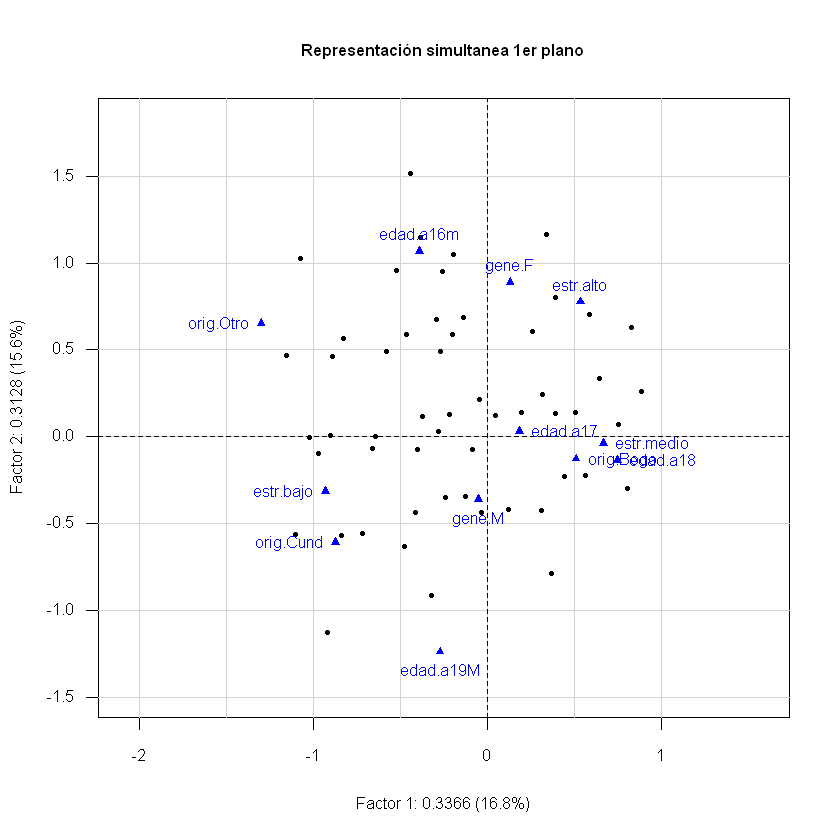 Representación simultanea 1er plano
1.5
edad.a16m
1.0
gene.F
estr.alto
orig.Otro
0.5
edad.a17
0.0
estr.medio
orig.Bogo
edad.a18
estr.bajo
-0.5
gene.M
orig.Cund
-1.0
edad.a19M
-1.5
-2
-1
0
1
Factor 1: 0.3366 (16.8%)
Factor 2: 0.3128 (15.6%)